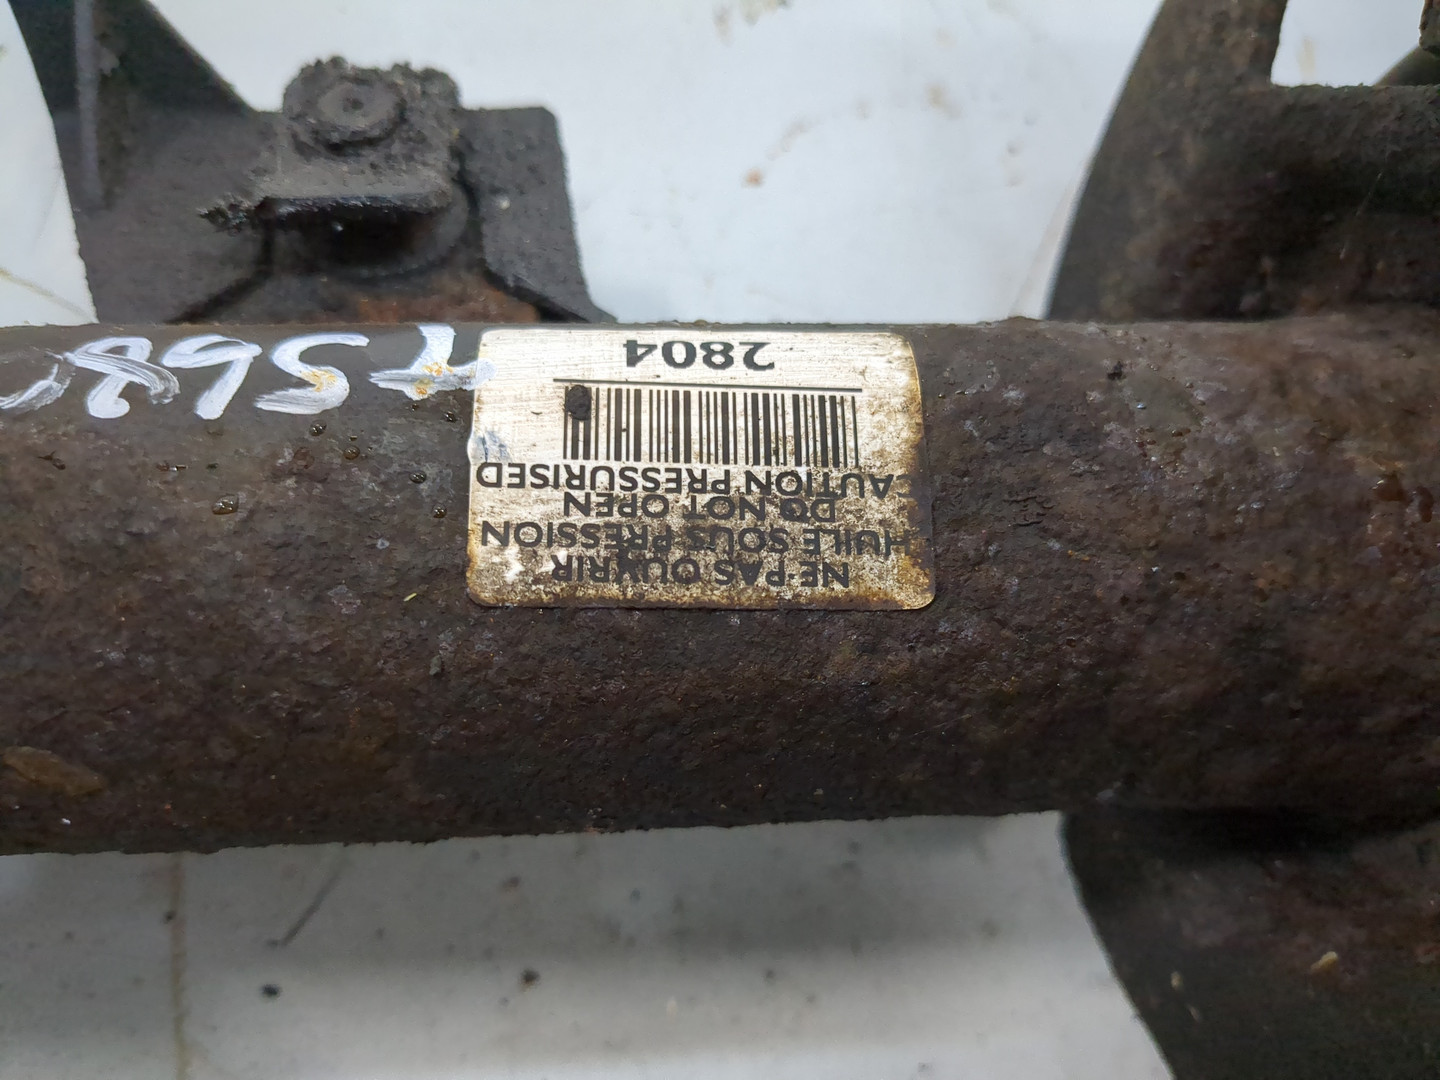 NE PAS OUVRIR
HUILE SOUS PRESSION
DO NOT OPEN
CAUTION PRESSURISED
2804